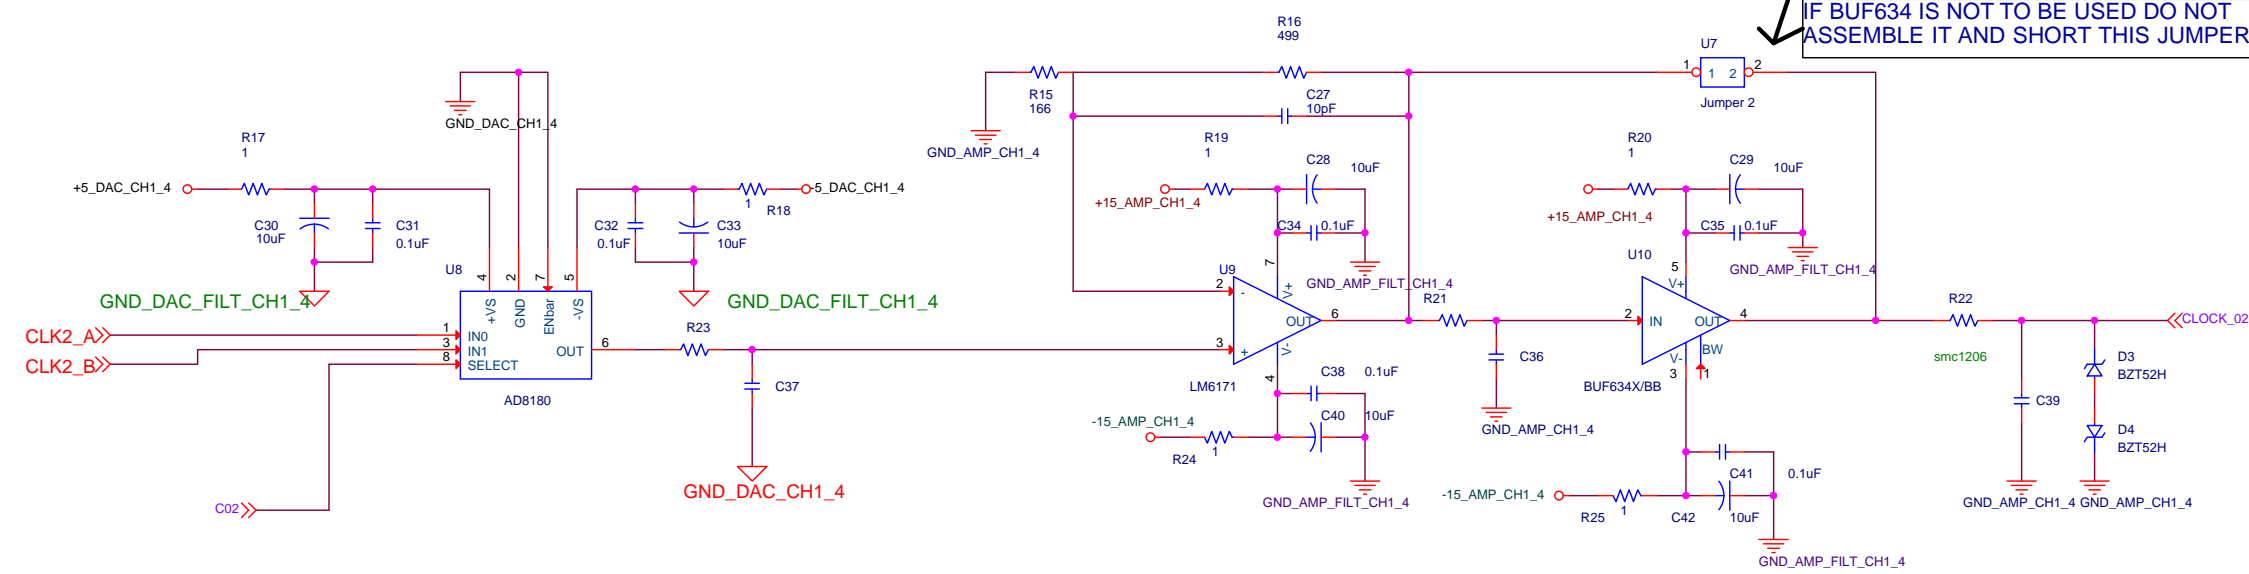 IF BUF634 IS NOT TO BE USED DO NOT
ASSEMBLE IT AND SHORT THIS JUMPER
R16
499
U7
1
1 2
2
Jumper 2
R15
166
C27
10pF
GND_AMP_CH1_4
GND_DAC_CH1_4
R17
1
+5_DAC_CH1_4
C30
10uF
C31
0.1uF
GND_DAC_FILT_CH1_4
-5_DAC_CH1_4
1
R18
C32
0.1uF
C33
10uF
GND_DAC_FILT_CH1_4
U8
4
2
7
5
+VS
GND
ENbar
-VS
CLK2_A
1
IN0
CLK2_B
3
IN1
8
SELECT
OUT
6
AD8180
C02
R23
C37
GND_DAC_CH1_4
R19
1
C28
10uF
+15_AMP_CH1_4
C34
0.1uF
GND_AMP_FILT_CH1_4
U9
7
V+
2
-
3
+
OUT
6
V-
4
LM6171
C38
0.1uF
C40
10uF
-15_AMP_CH1_4
R24
1
GND_AMP_FILT_CH1_4
R21
C36
GND_AMP_CH1_4
R20
1
C29
10uF
+15_AMP_CH1_4
C35
0.1uF
GND_AMP_FILT_CH1_4
U10
5
V+
2
IN
OUT
4
V-
BW
3
1
BUF634X/BB
C41
0.1uF
-15_AMP_CH1_4
R25
1
C42
10uF
GND_AMP_FILT_CH1_4
R22
smc1206
CLOCK_02
C39
D3
BZT52H
D4
BZT52H
GND_AMP_CH1_4
GND_AMP_CH1_4